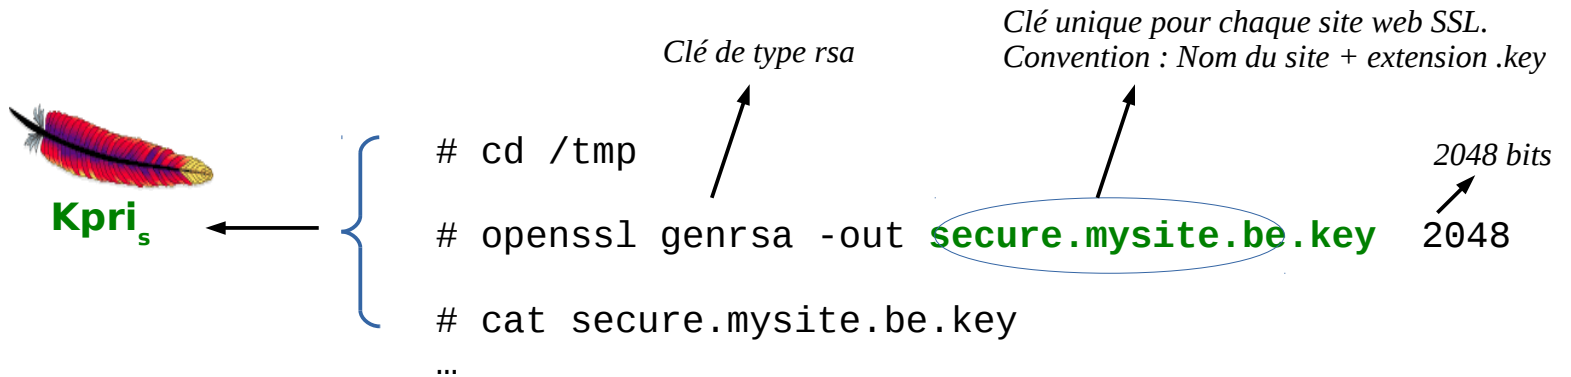 Clé unique pour chaque site web SSL.
Convention : Nom du site + extension .key
Clé de type rsa
# cd /tmp
2048 bits
Kpris
# openssl genrsa -out secure.mysite.be.key 2048
# cat secure.mysite.be.key
…